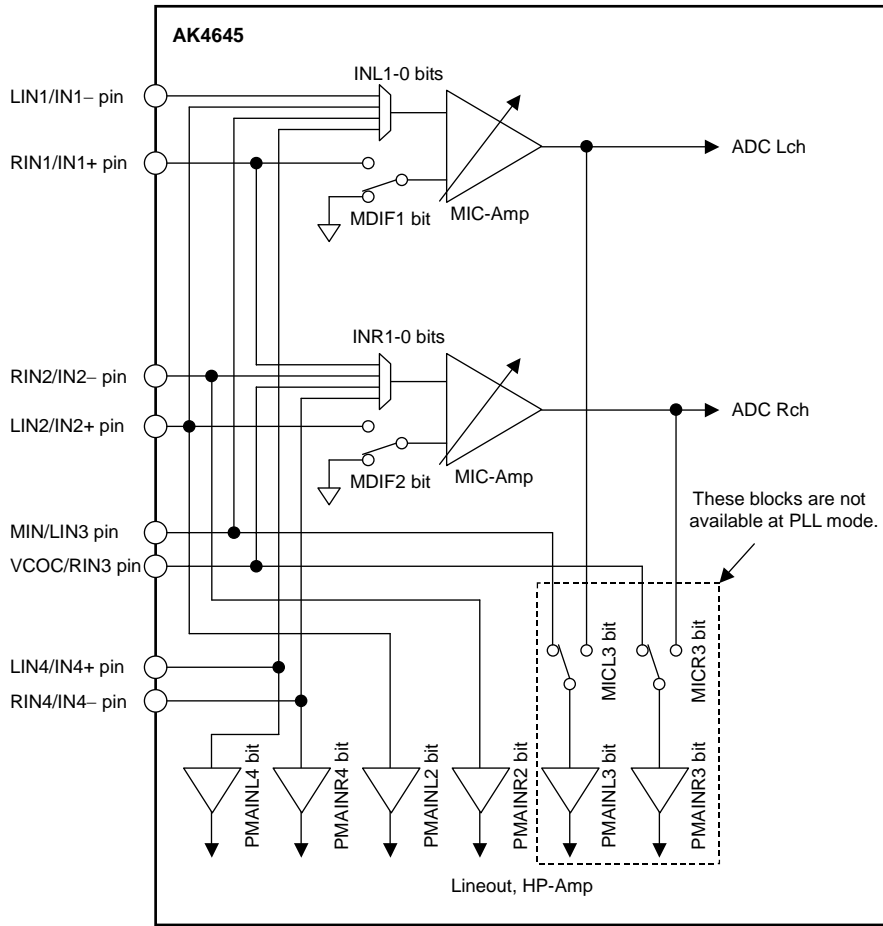 AK4645
INL1-0 bits
LIN1/IN1− pin
RIN1/IN1+ pin
ADC Lch
MDIF1 bit
MIC-Amp
INR1-0 bits
RIN2/IN2− pin
LIN2/IN2+ pin
ADC Rch
MDIF2 bit
MIC-Amp
These blocks are not
available at PLL mode.
MIN/LIN3 pin
VCOC/RIN3 pin
LIN4/IN4+ pin
RIN4/IN4− pin
MICL3 bit
MICR3 bit
PMAINL4 bit
PMAINR4 bit
PMAINL2 bit
PMAINR2 bit
PMAINL3 bit
PMAINR3 bit
Lineout, HP-Amp